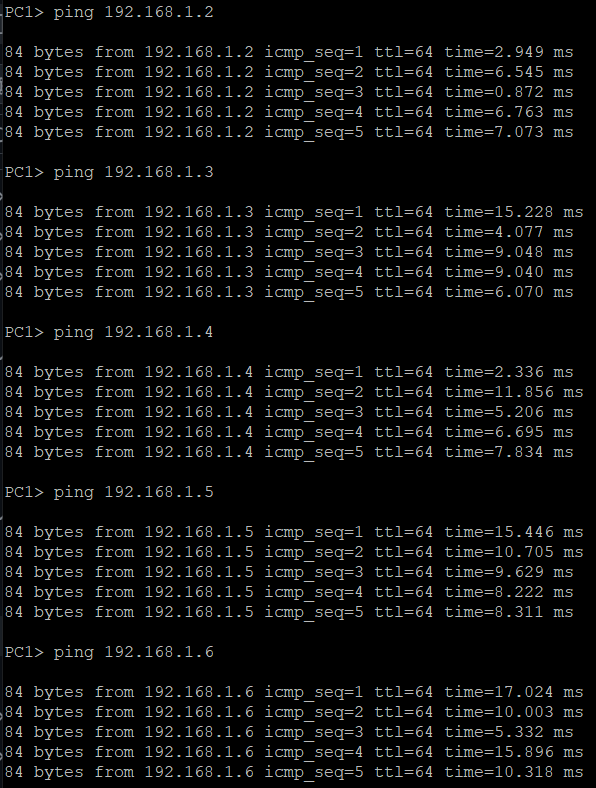 PC1> ping 192.168.1.2
84 bytes from 192.168.1.2 icmp_seq=1 ttl=64 time=2.949 ms
84 bytes from 192.168.1.2 icmp_seq=2 ttl=64 time=6.545 ms
84 bytes from 192.168.1.2 icmp_seq=3 ttl=64 time=0.872 ms
84 bytes from 192.168.1.2 icmp_seq=4 ttl=64 time=6.763 ms
84 bytes from 192.168.1.2 icmp_seq=5 ttl=64 time=7.073 ms
PC1> ping 192.168.1.3
84 bytes from 192.168.1.3 icmp_seq=1 ttl=64 time=15.228 ms
84 bytes from 192.168.1.3 icmp_seq=2 ttl=64 time=4.077 ms
84 bytes from 192.168.1.3 icmp_seq=3 ttl=64 time=9.048 ms
84 bytes from 192.168.1.3 icmp_seq=4 ttl=64 time=9.040 ms
84 bytes from 192.168.1.3 icmp_seq=5 ttl=64 time=6.070 ms
PC1> ping 192.168.1.4
84 bytes from 192.168.1.4 icmp_seq=1 ttl=64 time=2.336 ms
84 bytes from 192.168.1.4 icmp_seq=2 ttl=64 time=11.856 ms
84 bytes from 192.168.1.4 icmp_seq=3 ttl=64 time=5.206 ms
84 bytes from 192.168.1.4 icmp_seq=4 ttl=64 time=6.695 ms
84 bytes from 192.168.1.4 icmp_seq=5 ttl=64 time=7.834 ms
PC1> ping 192.168.1.5
84 bytes from 192.168.1.5 icmp_seq=1 ttl=64 time=15.446 ms
84 bytes from 192.168.1.5 icmp_seq=2 ttl=64 time=10.705 ms
84 bytes from 192.168.1.5 icmp_seq=3 ttl=64 time=9.629 ms
84 bytes from 192.168.1.5 icmp_seq=4 ttl=64 time=8.222 ms
84 bytes from 192.168.1.5 icmp_seq=5 ttl=64 time=8.311 ms
PC1> ping 192.168.1.6
84 bytes from 192.168.1.6 icmp_seq=1 ttl=64 time=17.024 ms
84 bytes from 192.168.1.6 icmp_seq=2 ttl=64 time=10.003 ms
84 bytes from 192.168.1.6 icmp_seq=3 ttl=64 time=5.332 ms
84 bytes from 192.168.1.6 icmp_seq=4 ttl=64 time=15.896 ms
84 bytes from 192.168.1.6 icmp_seq=5 ttl=64 time=10.318 ms